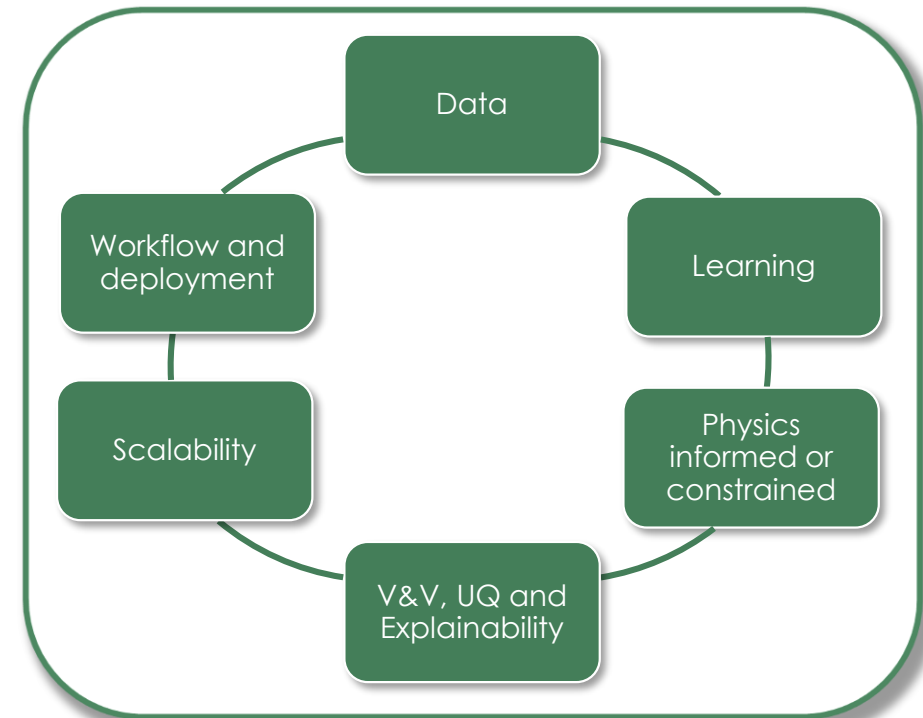 Data
Learning
Physics
informed or
constrained
V&V, UQ and
Explainability
Scalability
Workflow and
deployment